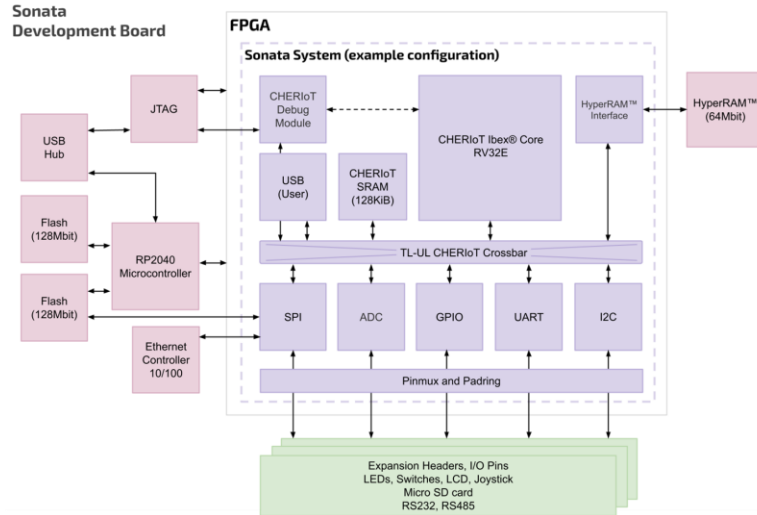 Sonata
Development Board
FPGA
Sonata System (example configuration)
JTAG
CHERIoT
Debug
Module
CHERIoT Ibex® Core
RV32E
HyperRAM™
Interface
HyperRAM™
(64Mbit)
USB
Hub
USB
(User)
CHERIoT
SRAM
(128KiB)
Flash
(128Mbit)
RP2040
Microcontroller
TL-UL CHERIoT Crossbar
Flash
(128Mbit)
SPI
ADC
GPIO
UART
I2C
Ethernet
Controller
10/100
Pinmux and Padring
Expansion Headers, I/O Pins
LEDs, Switches, LCD, Joystick
Micro SD card
RS232, RS485